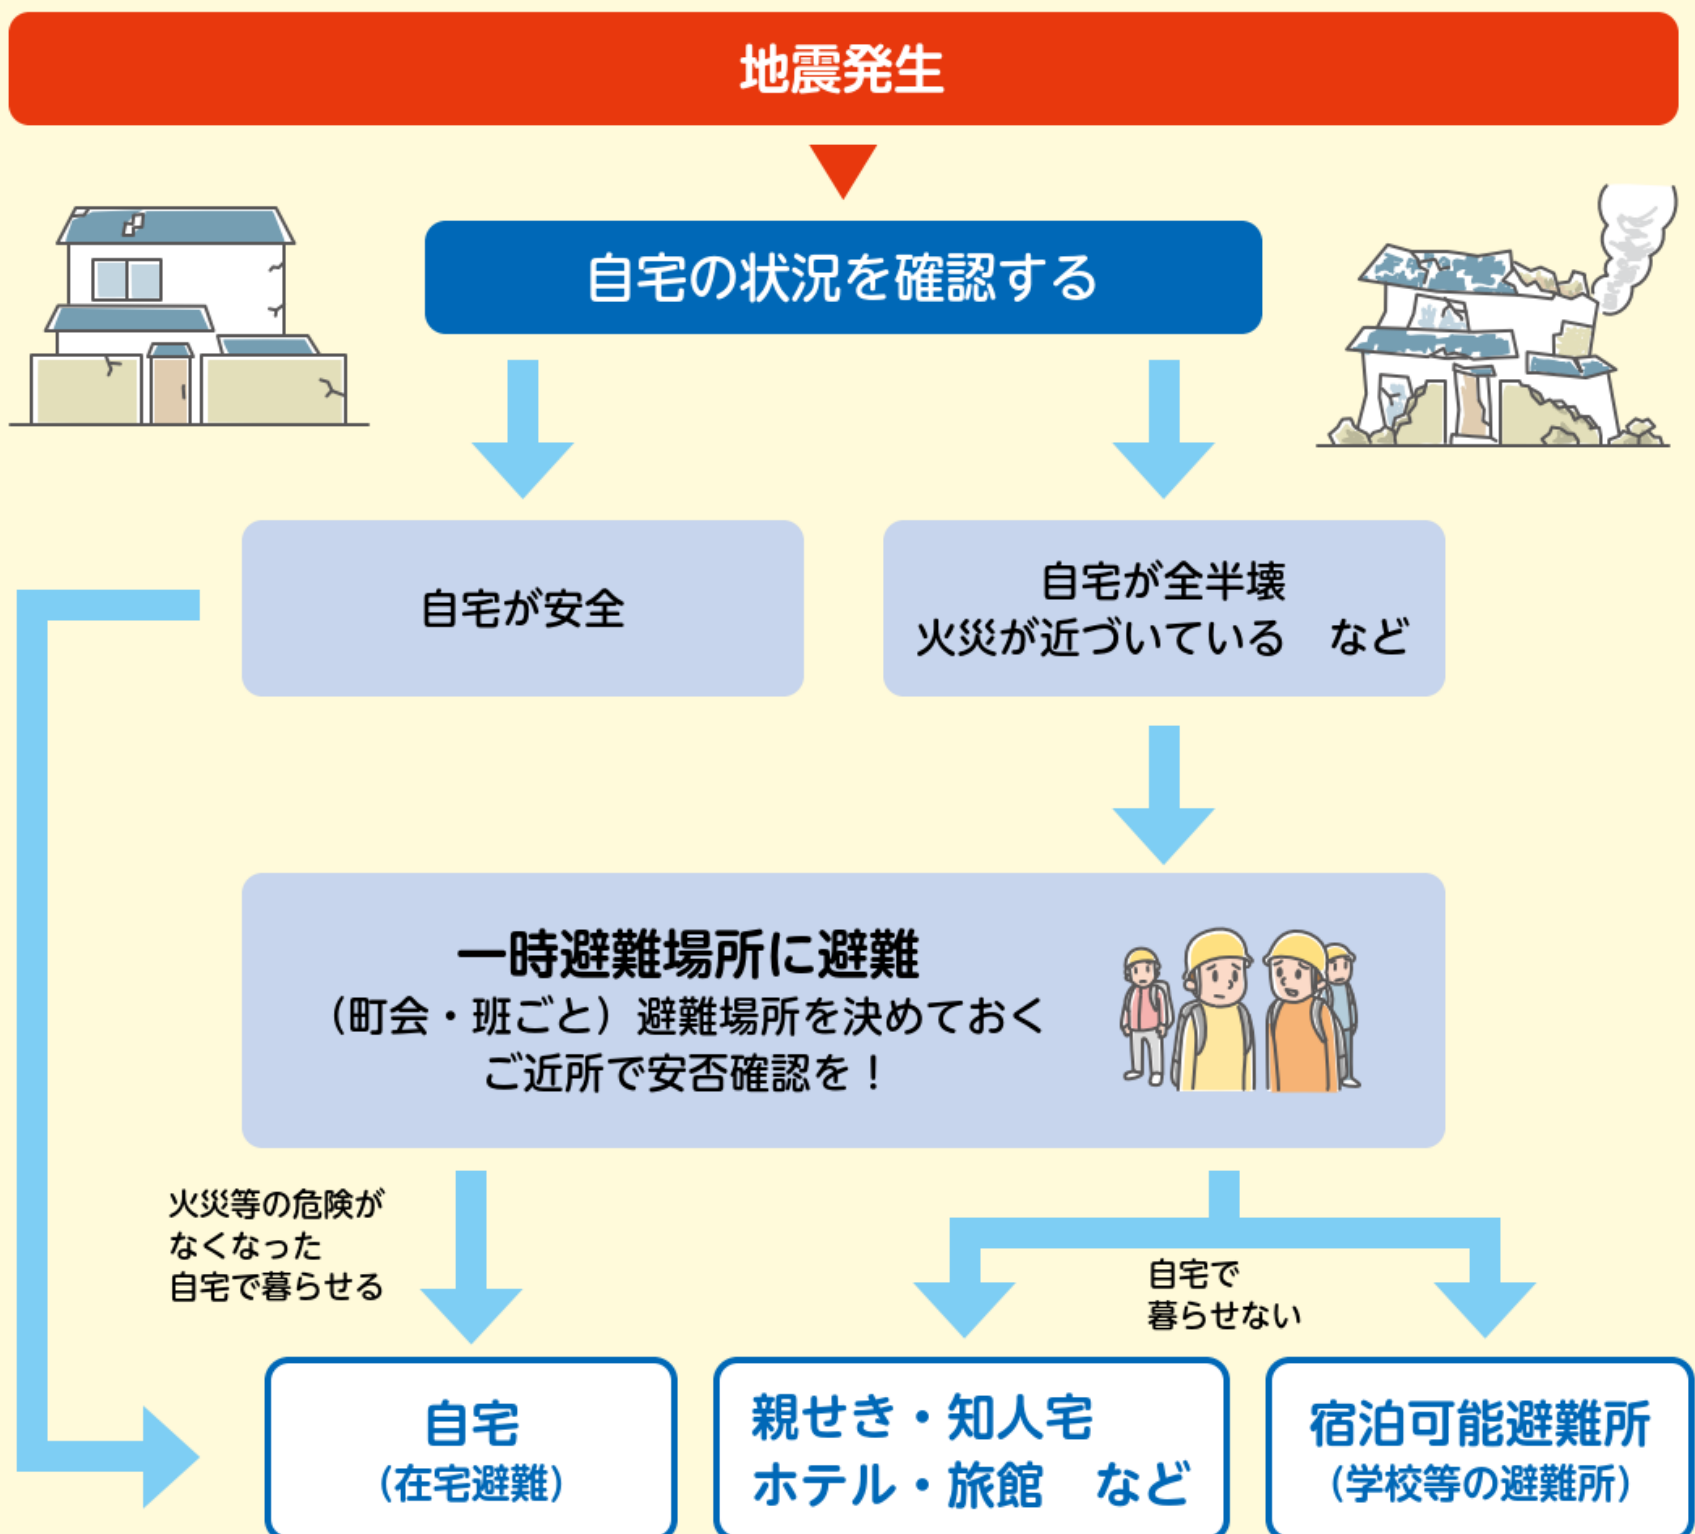 地震発生
自宅の状況を確認する
自宅が安全
自宅が全半壊
火災が近づいている　など
一時避難場所に避難
（町会・班ごと）避難場所を決めておく
ご近所で安否確認を！
火災等の危険が
なくなった
自宅で暮らせる
自宅で
暮らせない
自宅
（在宅避難）
親せき・知人宅
ホテル・旅館　など
宿泊可能避難所
（学校等の避難所）